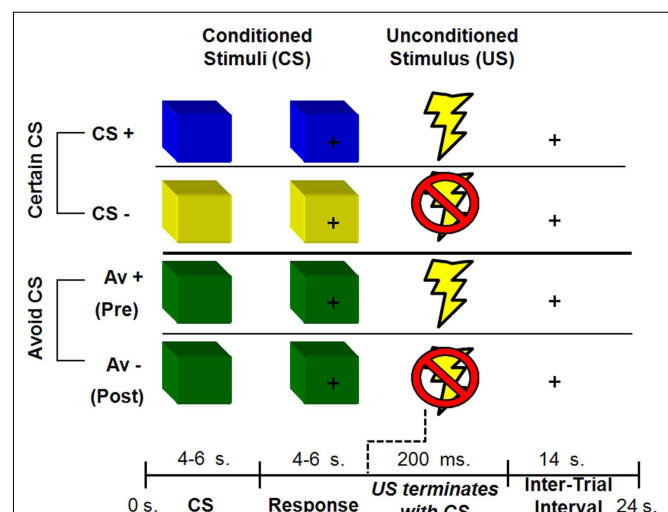 Conditioned Stimuli (CS)
Unconditioned Stimulus (US)
Certain CS
CS +
+
+
CS -
+
+
Avoid CS
Av +
(Pre)
+
+
Av -
(Post)
+
+
4-6 s.
4-6 s.
200 ms.
14 s.
0 s.
CS
Response
US terminates
with CS
Inter-Trial
Interval
24 s.